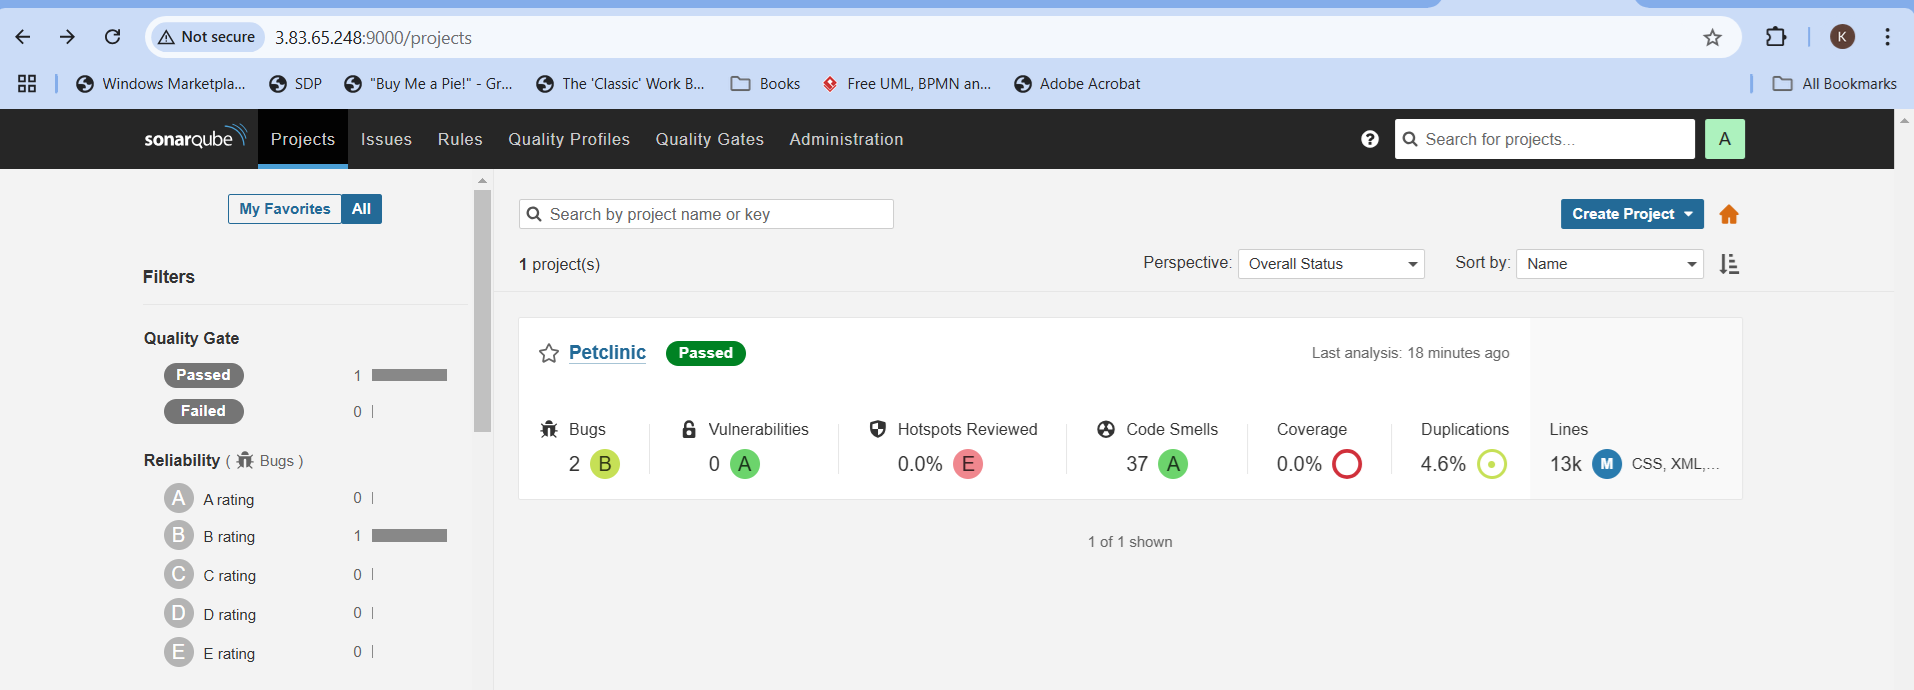 Not secure 3.83.65.248:9000/projects K
Windows Marketpla... SDP "Buy Me a Pie!" - Gr... The 'Classic' Work B... Books Free UML, BPMN an... Adobe Acrobat All Bookmarks
sonarqube Projects Issues Rules Quality Profiles Quality Gates Administration ? Search for projects... A
My Favorites All
Search by project name or key Create Project
1 project(s) Perspective: Overall Status Sort by: Name
Filters
Quality Gate
Passed 1
Failed 0
Reliability ( Bugs )
A A rating 0
B B rating 1
C C rating 0
D D rating 0
E E rating 0
Petclinic Passed Last analysis: 18 minutes ago
Bugs Vulnerabilities Hotspots Reviewed Code Smells Coverage Duplications Lines
2 B 0 A 0.0% E 37 A 0.0% 4.6% 13k M CSS, XML,...
1 of 1 shown